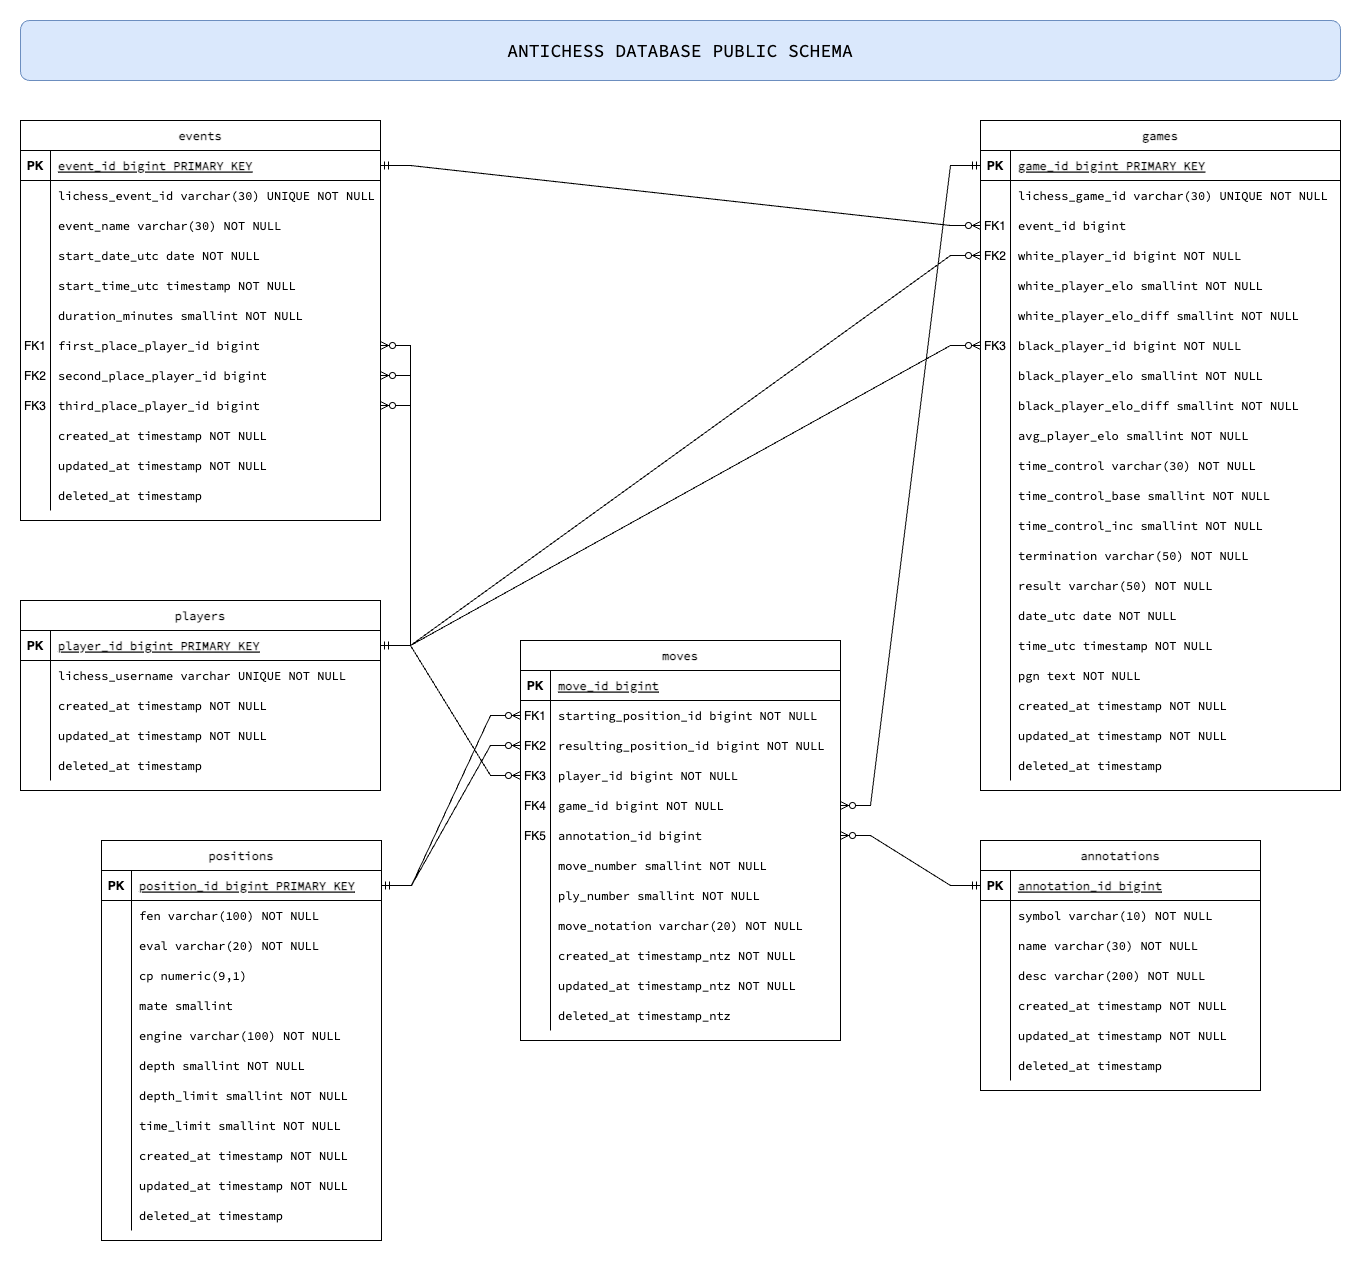 ANTICHESS DATABASE PUBLIC SCHEMA
events
PK event_id bigint PRIMARY KEY
lichess_event_id varchar(30) UNIQUE NOT NULL
event_name varchar(30) NOT NULL
start_date_utc date NOT NULL
start_time_utc timestamp NOT NULL
duration_minutes smallint NOT NULL
FK1 first_place_player_id bigint
FK2 second_place_player_id bigint
FK3 third_place_player_id bigint
created_at timestamp NOT NULL
updated_at timestamp NOT NULL
deleted_at timestamp
games
PK game_id bigint PRIMARY KEY
lichess_game_id varchar(30) UNIQUE NOT NULL
FK1 event_id bigint
FK2 white_player_id bigint NOT NULL
white_player_elo smallint NOT NULL
white_player_elo_diff smallint NOT NULL
FK3 black_player_id bigint NOT NULL
black_player_elo smallint NOT NULL
black_player_elo_diff smallint NOT NULL
avg_player_elo smallint NOT NULL
time_control varchar(30) NOT NULL
time_control_base smallint NOT NULL
time_control_inc smallint NOT NULL
termination varchar(50) NOT NULL
result varchar(50) NOT NULL
date_utc date NOT NULL
time_utc timestamp NOT NULL
pgn text NOT NULL
created_at timestamp NOT NULL
updated_at timestamp NOT NULL
deleted_at timestamp
players
PK player_id bigint PRIMARY KEY
lichess_username varchar UNIQUE NOT NULL
created_at timestamp NOT NULL
updated_at timestamp NOT NULL
deleted_at timestamp
moves
PK move_id bigint
FK1 starting_position_id bigint NOT NULL
FK2 resulting_position_id bigint NOT NULL
FK3 player_id bigint NOT NULL
FK4 game_id bigint NOT NULL
FK5 annotation_id bigint
move_number smallint NOT NULL
ply_number smallint NOT NULL
move_notation varchar(20) NOT NULL
created_at timestamp_ntz NOT NULL
updated_at timestamp_ntz NOT NULL
deleted_at timestamp_ntz
positions
PK position_id bigint PRIMARY KEY
fen varchar(100) NOT NULL
eval varchar(20) NOT NULL
cp numeric(9,1)
mate smallint
engine varchar(100) NOT NULL
depth smallint NOT NULL
depth_limit smallint NOT NULL
time_limit smallint NOT NULL
created_at timestamp NOT NULL
updated_at timestamp NOT NULL
deleted_at timestamp
annotations
PK annotation_id bigint
symbol varchar(10) NOT NULL
name varchar(30) NOT NULL
desc varchar(200) NOT NULL
created_at timestamp NOT NULL
updated_at timestamp NOT NULL
deleted_at timestamp